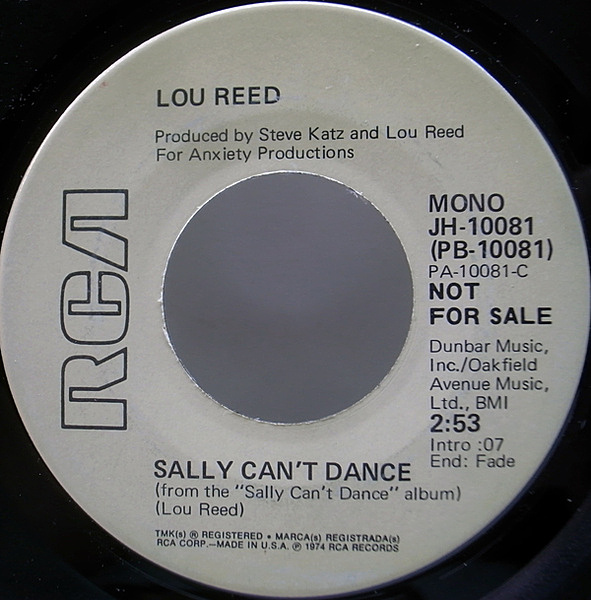 LOU REED
Produced by Steve Katz and Lou Reed
For Anxiety Productions
RCA
MONO
JH-10081
(PB-10081)
PA-10081-C
NOT
FOR SALE
Dunbar Music,
Inc./Oakfield
Avenue Music,
Ltd., BMI
2:53
Intro :07
End: Fade
SALLY CAN'T DANCE
(from the "Sally Can't Dance" album)
(Lou Reed)
TMK(s) ® REGISTERED • MARCA(s) REGISTRADA(s)
RCA CORP.—MADE IN U.S.A. ℗ 1974 RCA RECORDS